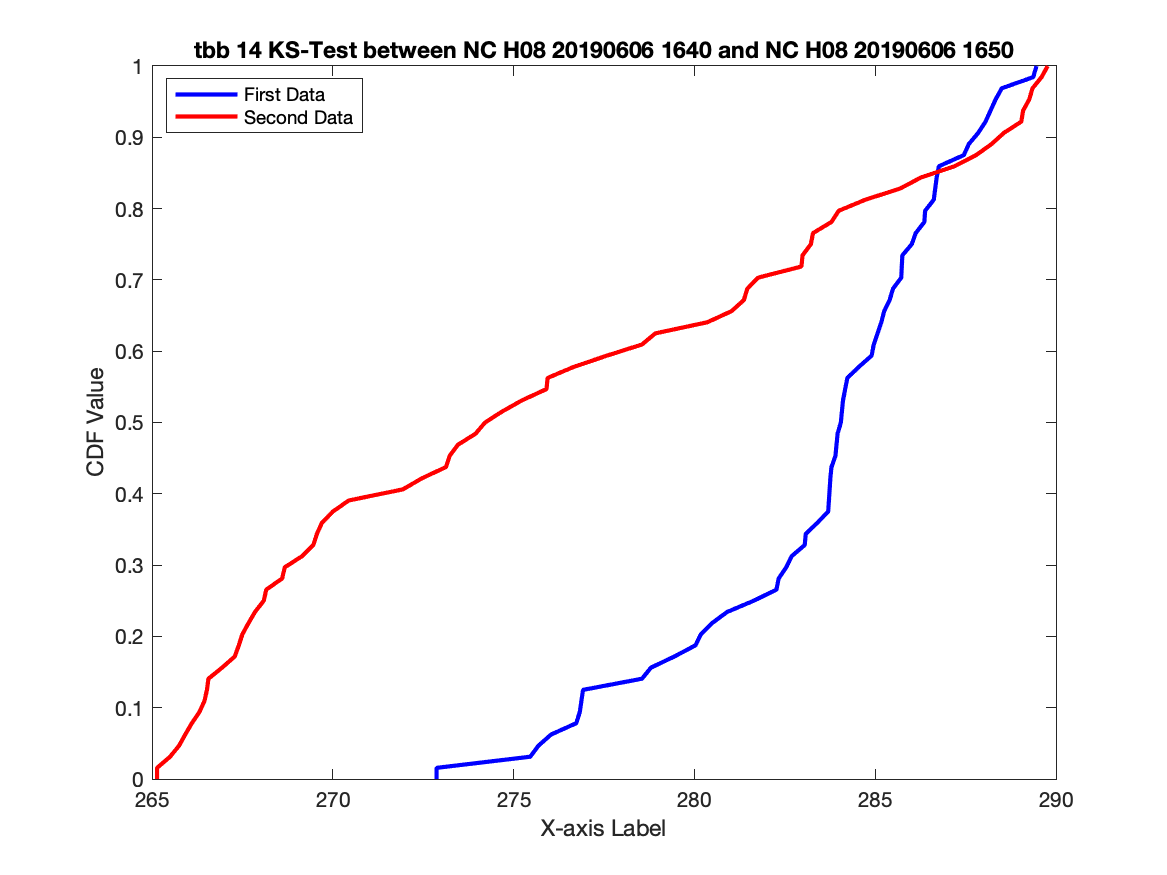 tbb 14 KS-Test between NC H08 20190606 1640 and NC H08 20190606 1650
First Data
Second Data
1
0.9
0.8
0.7
0.6
0.5
0.4
0.3
0.2
0.1
0
CDF Value
265 270 275 280 285 290
X-axis Label